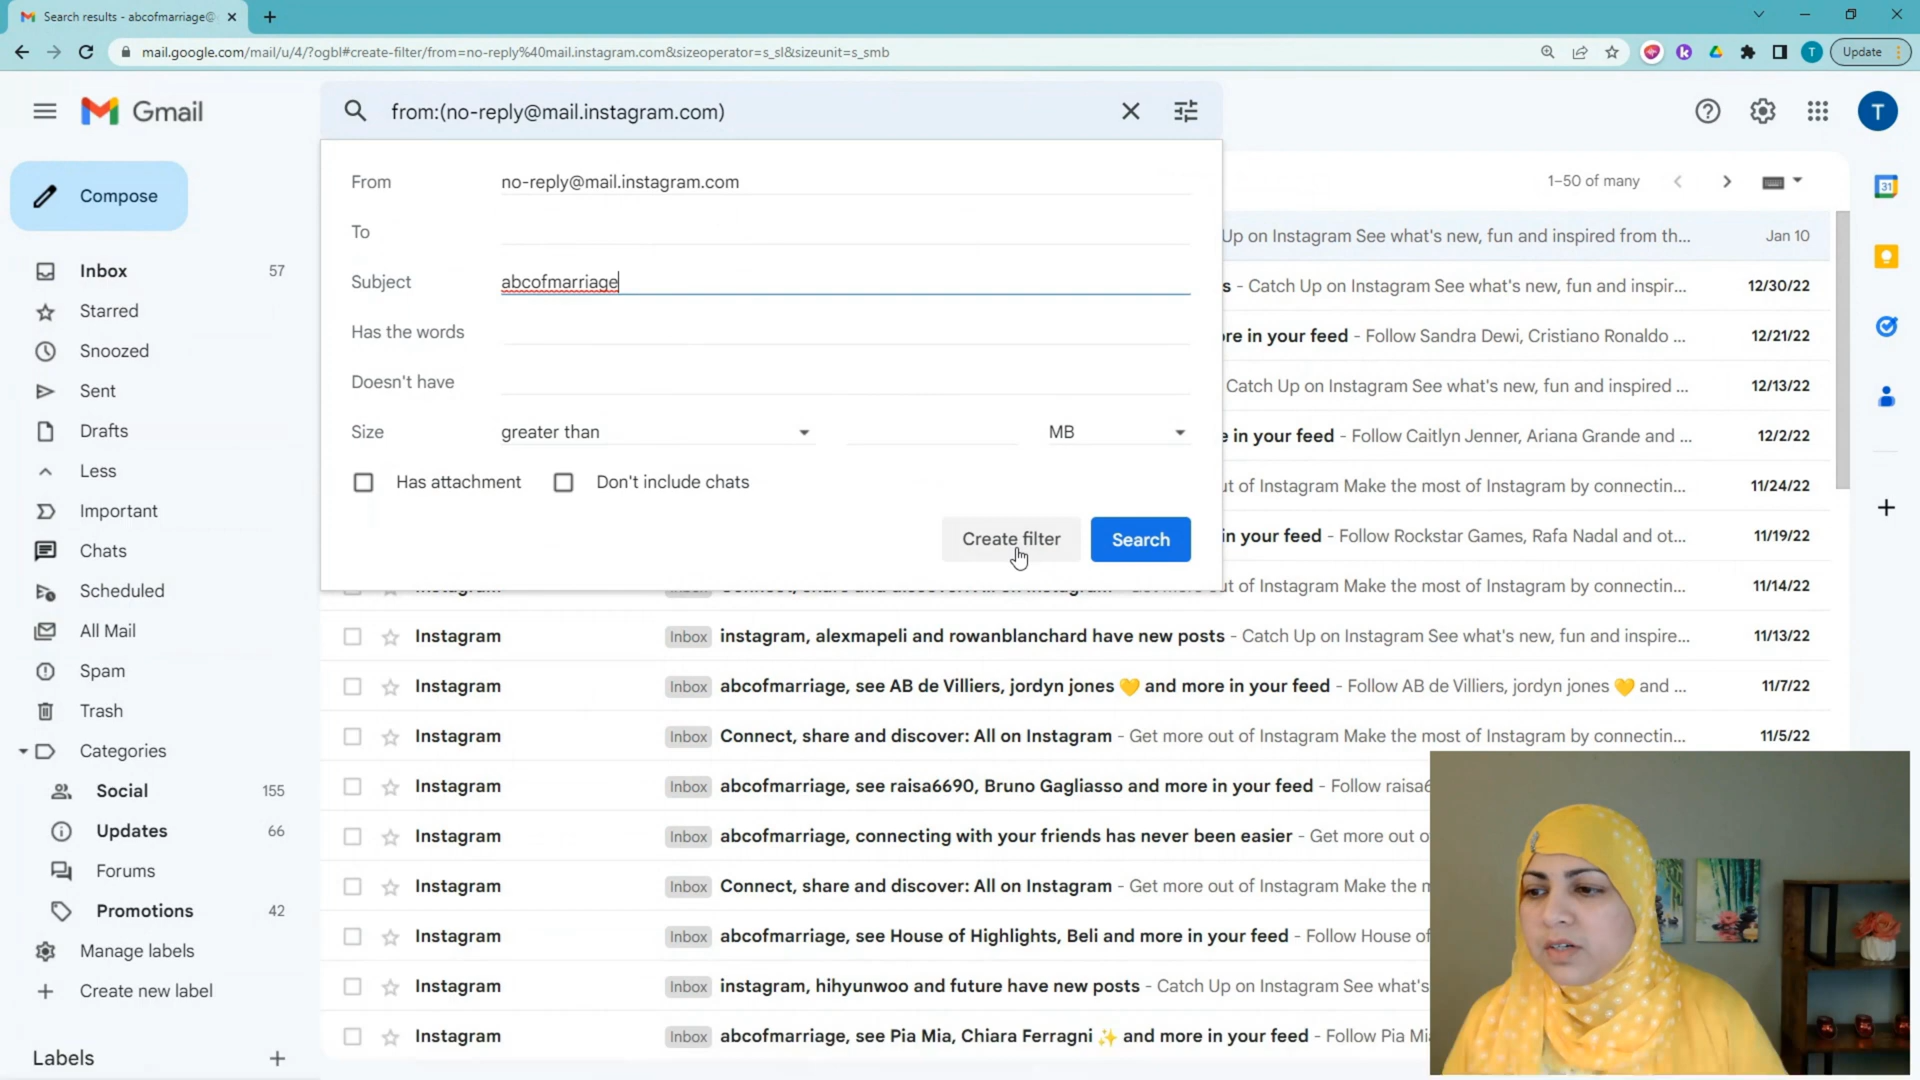 Search results - abcofmarriage@
mail.google.com/mail/u/4/?ogbl#create-filter/from=no-reply%40mail.instagram.com&sizeoperator=s_sl&sizeunit=s_smb
Update
Gmail
from:(no-reply@mail.instagram.com)
T
Compose
From no-reply@mail.instagram.com
1–50 of many
To
Up on Instagram See what's new, fun and inspired from th... Jan 10
Inbox 57
Subject abcofmarriage
s - Catch Up on Instagram See what's new, fun and inspir... 12/30/22
Starred
Has the words
re in your feed - Follow Sandra Dewi, Cristiano Ronaldo ... 12/21/22
Snoozed
Doesn't have
Catch Up on Instagram See what's new, fun and inspired ... 12/13/22
Sent
Size greater than MB
e in your feed - Follow Caitlyn Jenner, Ariana Grande and ... 12/2/22
Drafts
Less
Has attachment Don't include chats
ut of Instagram Make the most of Instagram by connectin... 11/24/22
Important
Create filter Search
in your feed - Follow Rockstar Games, Rafa Nadal and ot... 11/19/22
Chats
ut of Instagram Make the most of Instagram by connectin... 11/14/22
Scheduled
Instagram Inbox instagram, alexmapeli and rowanblanchard have new posts - Catch Up on Instagram See what's new, fun and inspire... 11/13/22
All Mail
Spam
Instagram Inbox abcofmarriage, see AB de Villiers, jordyn jones 💛 and more in your feed - Follow AB de Villiers, jordyn jones 💛 and ... 11/7/22
Trash
Instagram Inbox Connect, share and discover: All on Instagram - Get more out of Instagram Make the most of Instagram by connectin... 11/5/22
Categories
Instagram Inbox abcofmarriage, see raisa6690, Bruno Gagliasso and more in your feed - Follow raisa6
Social 155
Updates 66
Instagram Inbox abcofmarriage, connecting with your friends has never been easier - Get more out o
Forums
Instagram Inbox Connect, share and discover: All on Instagram - Get more out of Instagram Make the m
Promotions 42
Instagram Inbox abcofmarriage, see House of Highlights, Beli and more in your feed - Follow House of
Manage labels
Instagram Inbox instagram, hihyunwoo and future have new posts - Catch Up on Instagram See what's
Create new label
Instagram Inbox abcofmarriage, see Pia Mia, Chiara Ferragni ✨ and more in your feed - Follow Pia Mi
Labels